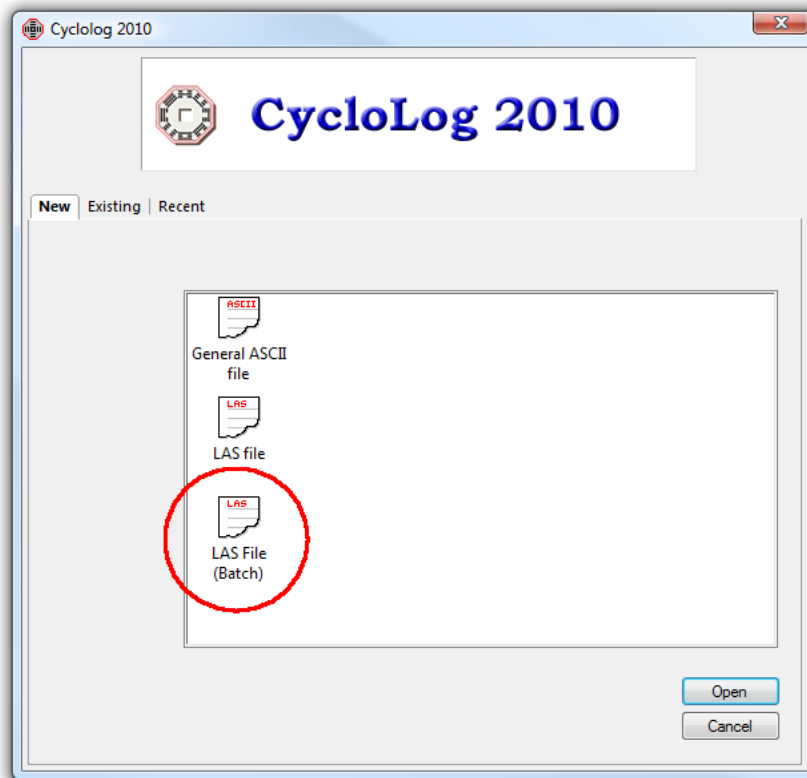 Cyclolog 2010
CycloLog 2010
New Existing Recent
ASCII
General ASCII
file
LAS
LAS file
LAS
LAS File
(Batch)
Open
Cancel